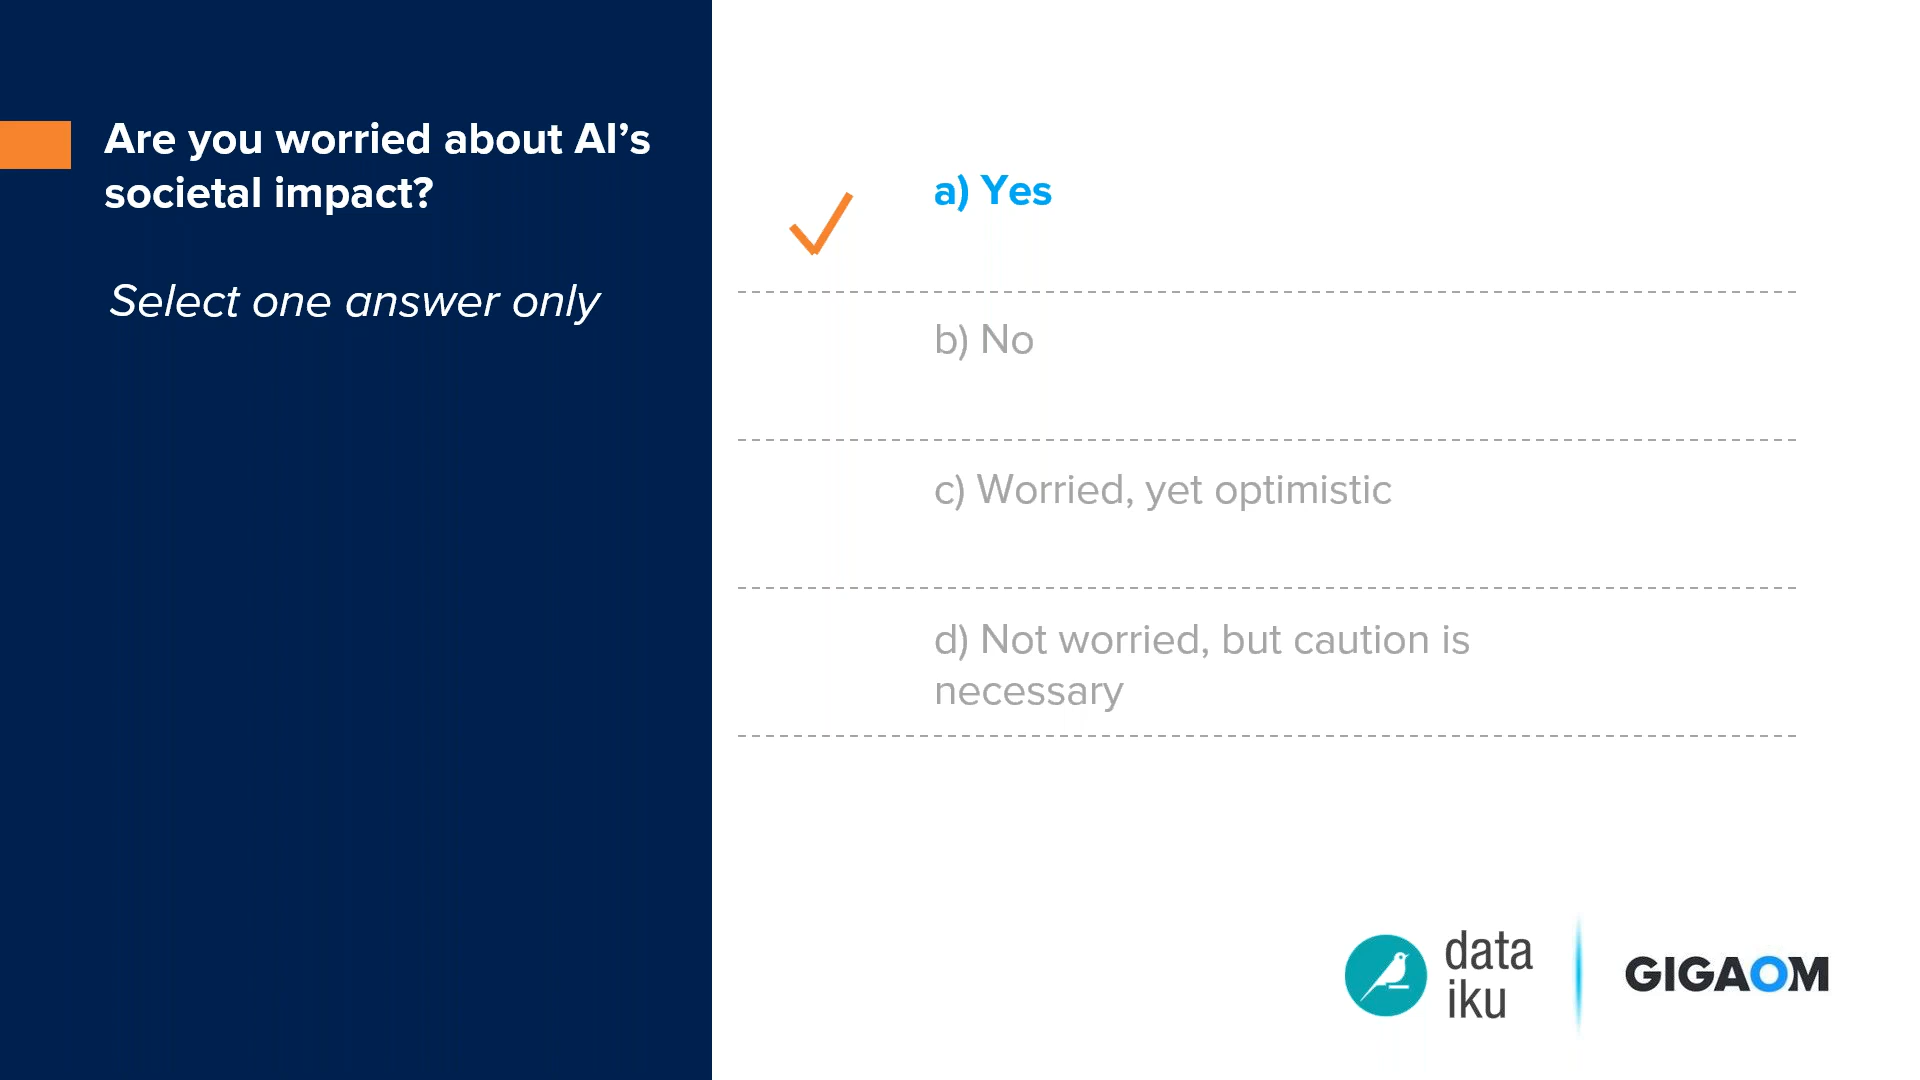 Are you worried about AI’s
societal impact?
Select one answer only
a) Yes
b) No
c) Worried, yet optimistic
d) Not worried, but caution is
necessary
data
iku
GIGAOM